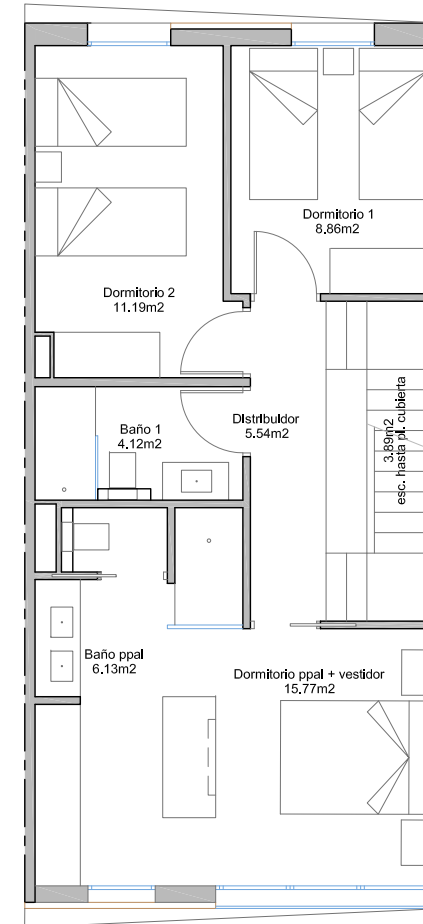 Dormitorio 1
8.86m2
Dormitorio 2
11.19m2
Baño 1
4.12m2
Distribuidor
5.54m2
3.89m2
esc. hasta pl. cubierta
Baño ppal
6.13m2
Dormitorio ppal + vestidor
15.77m2